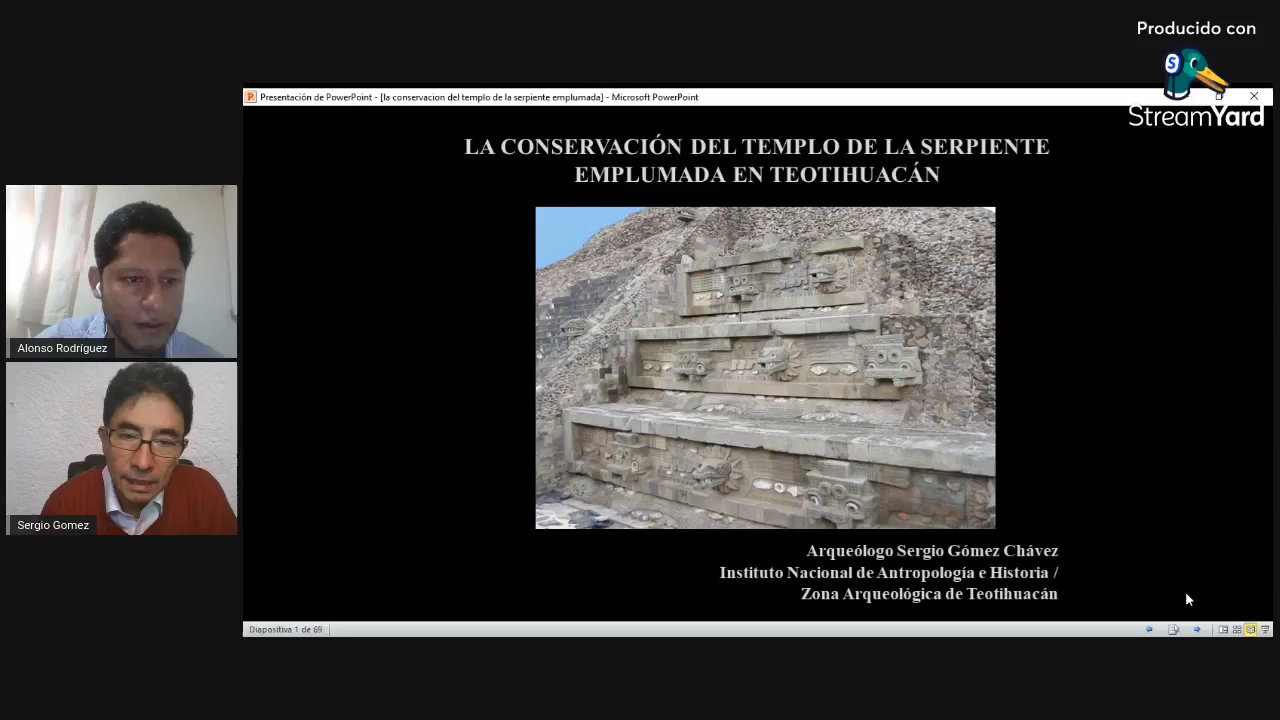 Producido con
StreamYard
Presentación de PowerPoint - [la conservacion del templo de la serpiente emplumada] - Microsoft PowerPoint
LA CONSERVACIÓN DEL TEMPLO DE LA SERPIENTE
EMPLUMADA EN TEOTIHUACÁN
Alonso Rodríguez
Sergio Gomez
Arqueólogo Sergio Gómez Chávez
Instituto Nacional de Antropología e Historia /
Zona Arqueológica de Teotihuacán
Diapositiva 1 de 69